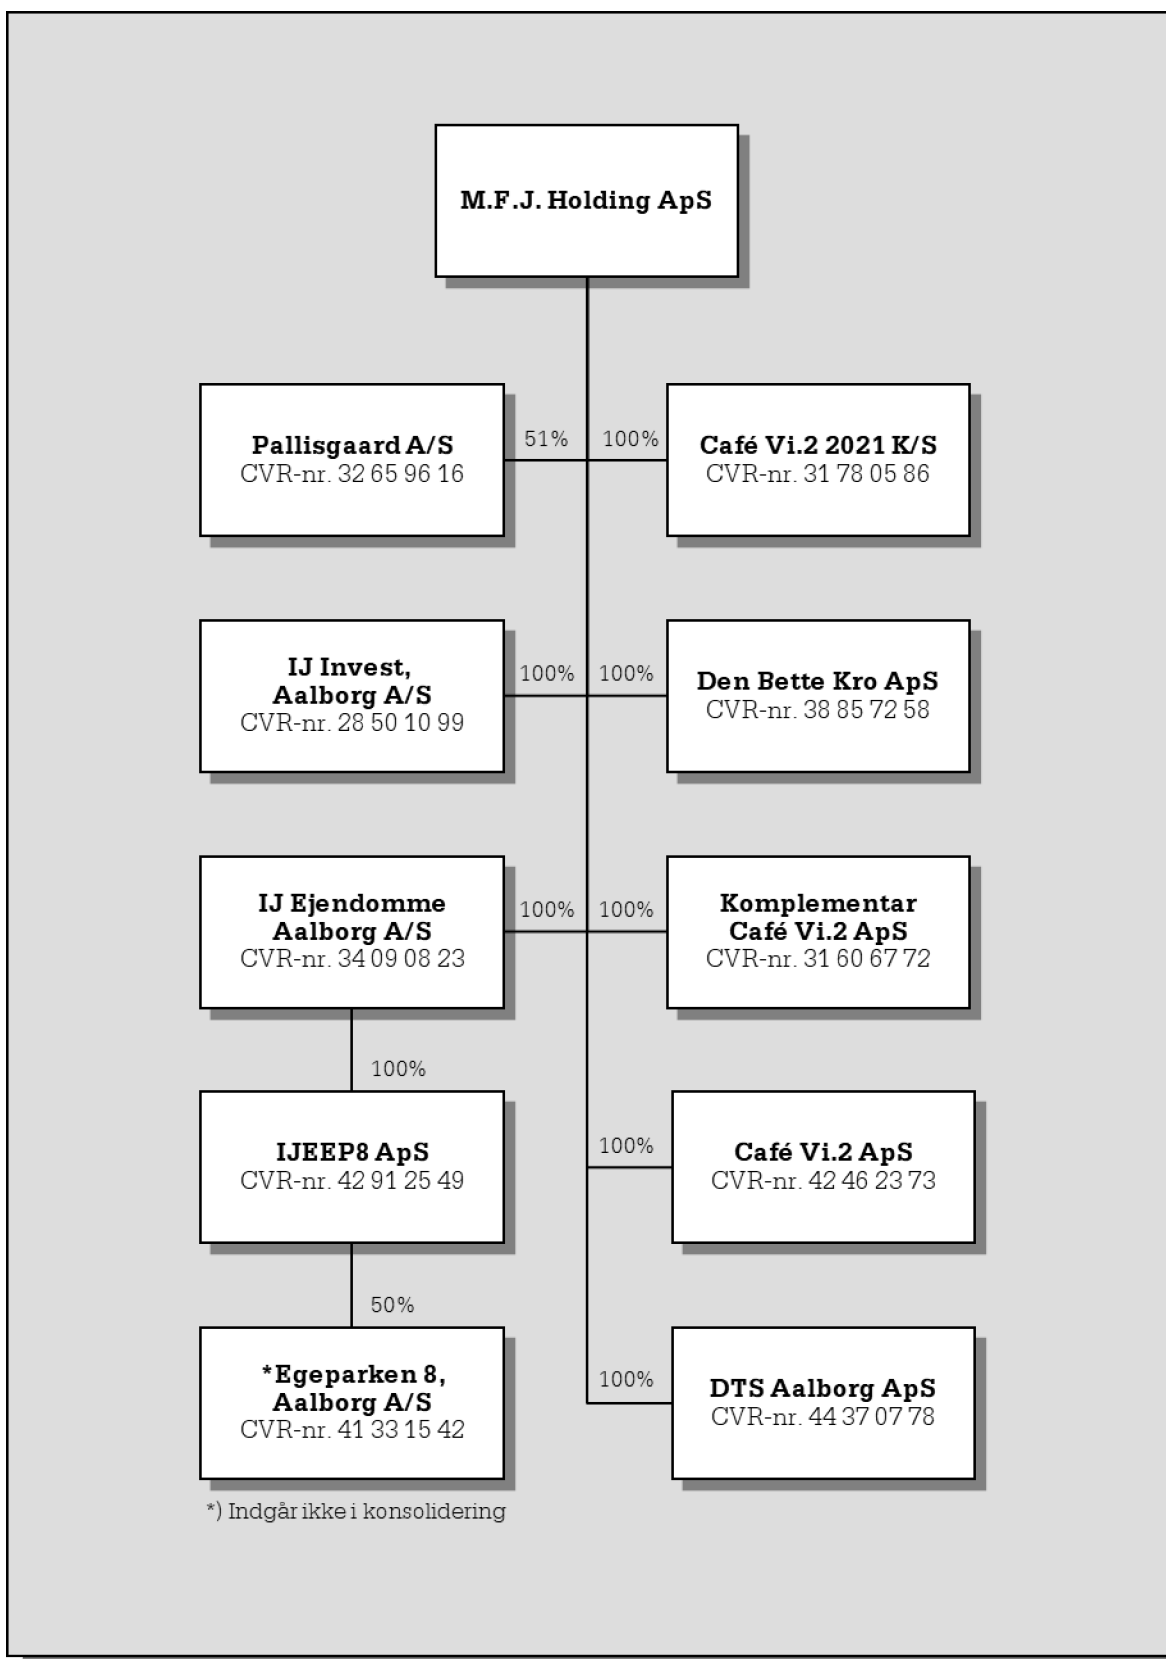 M.F.J. Holding ApS
Pallisgaard A/S
CVR-nr. 32 65 96 16
51%
100%
Café Vi.2 2021 K/S
CVR-nr. 31 78 05 86
IJ Invest,
Aalborg A/S
CVR-nr. 28 50 10 99
100%
100%
Den Bette Kro ApS
CVR-nr. 38 85 72 58
IJ Ejendomme
Aalborg A/S
CVR-nr. 34 09 08 23
100%
100%
Komplementar
Café Vi.2 ApS
CVR-nr. 31 60 67 72
100%
IJEEP8 ApS
CVR-nr. 42 91 25 49
100%
Café Vi.2 ApS
CVR-nr. 42 46 23 73
50%
*Egeparken 8,
Aalborg A/S
CVR-nr. 41 33 15 42
100%
DTS Aalborg ApS
CVR-nr. 44 37 07 78
*) Indgår ikke i konsolidering